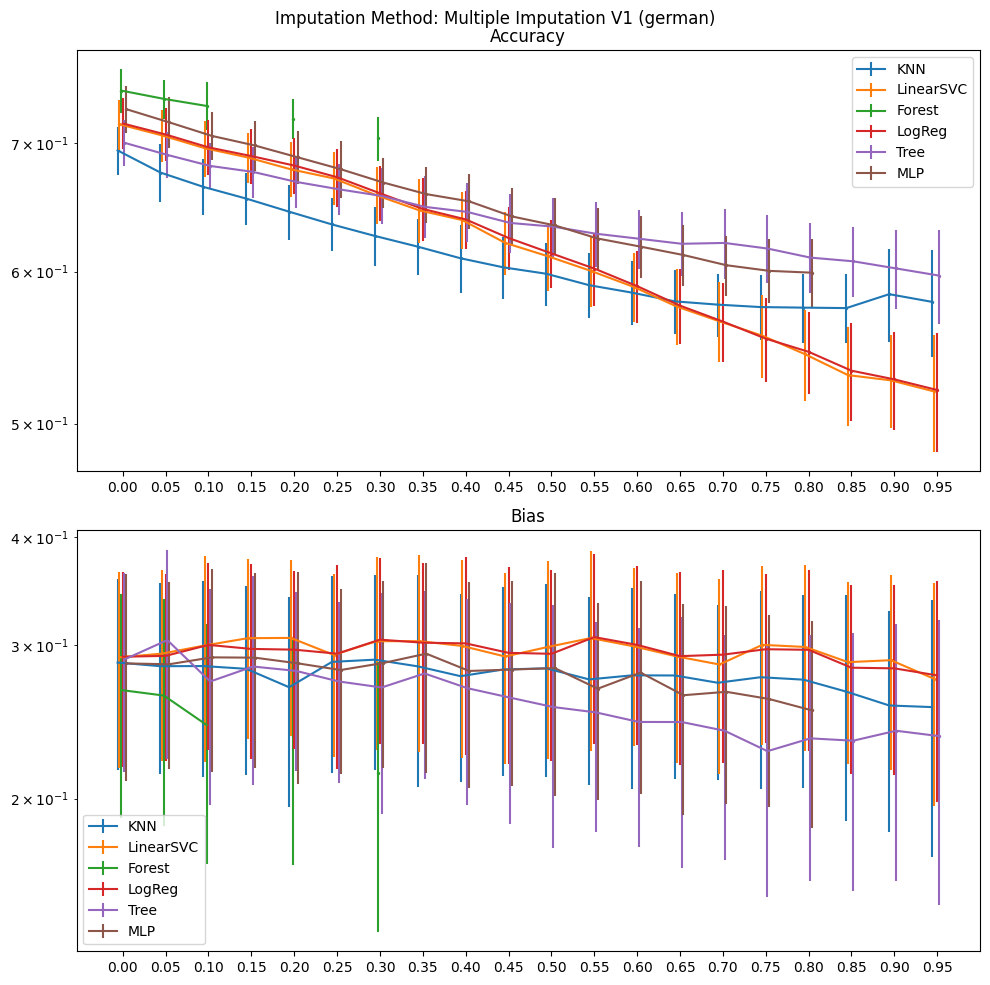 Imputation Method: Multiple Imputation V1 (german)
Accuracy
7 × 10⁻¹
6 × 10⁻¹
5 × 10⁻¹
KNN
LinearSVC
Forest
LogReg
Tree
MLP
0.00 0.05 0.10 0.15 0.20 0.25 0.30 0.35 0.40 0.45 0.50 0.55 0.60 0.65 0.70 0.75 0.80 0.85 0.90 0.95
Bias
4 × 10⁻¹
3 × 10⁻¹
2 × 10⁻¹
KNN
LinearSVC
Forest
LogReg
Tree
MLP
0.00 0.05 0.10 0.15 0.20 0.25 0.30 0.35 0.40 0.45 0.50 0.55 0.60 0.65 0.70 0.75 0.80 0.85 0.90 0.95